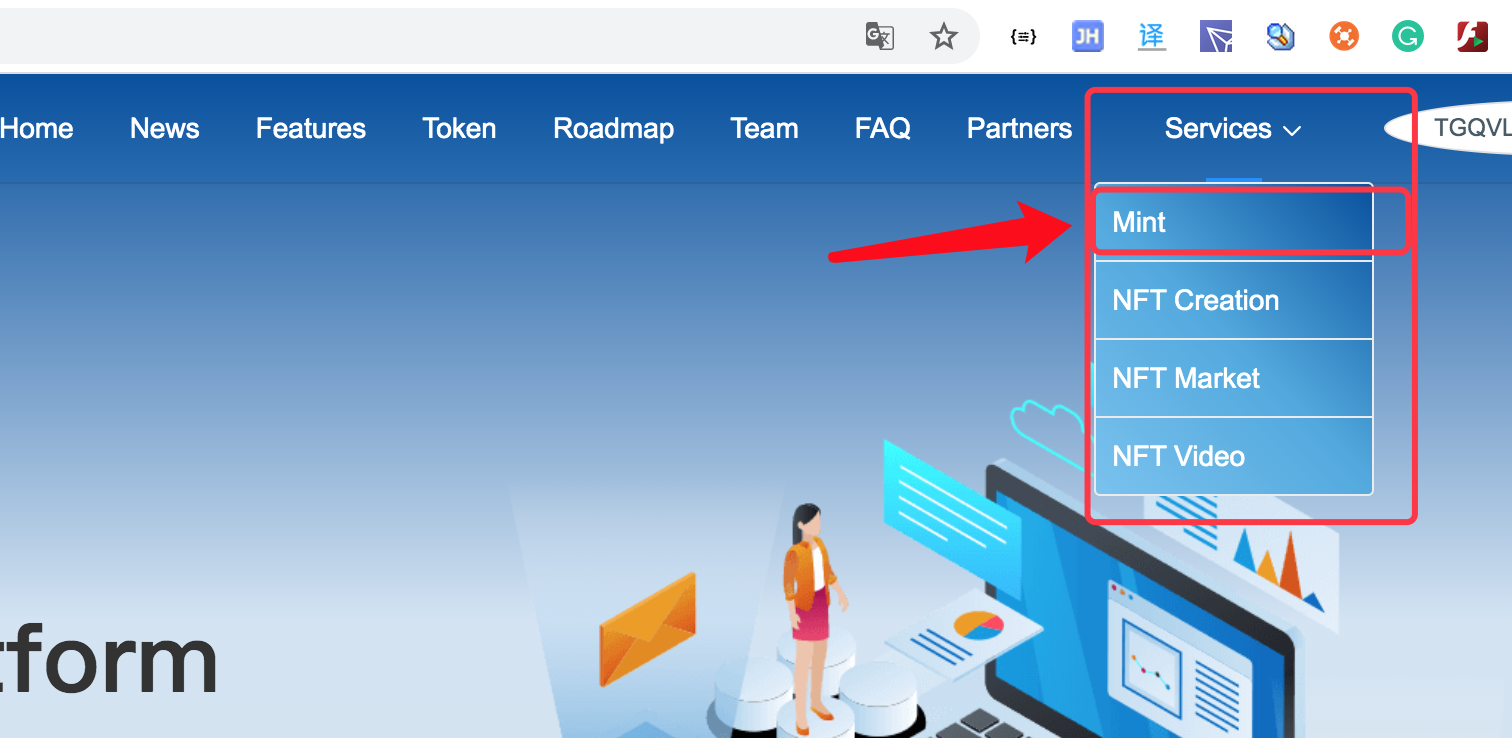 JH
译
Home News Features Token Roadmap Team FAQ Partners Services TGQVL
Mint
NFT Creation
NFT Market
NFT Video
tform